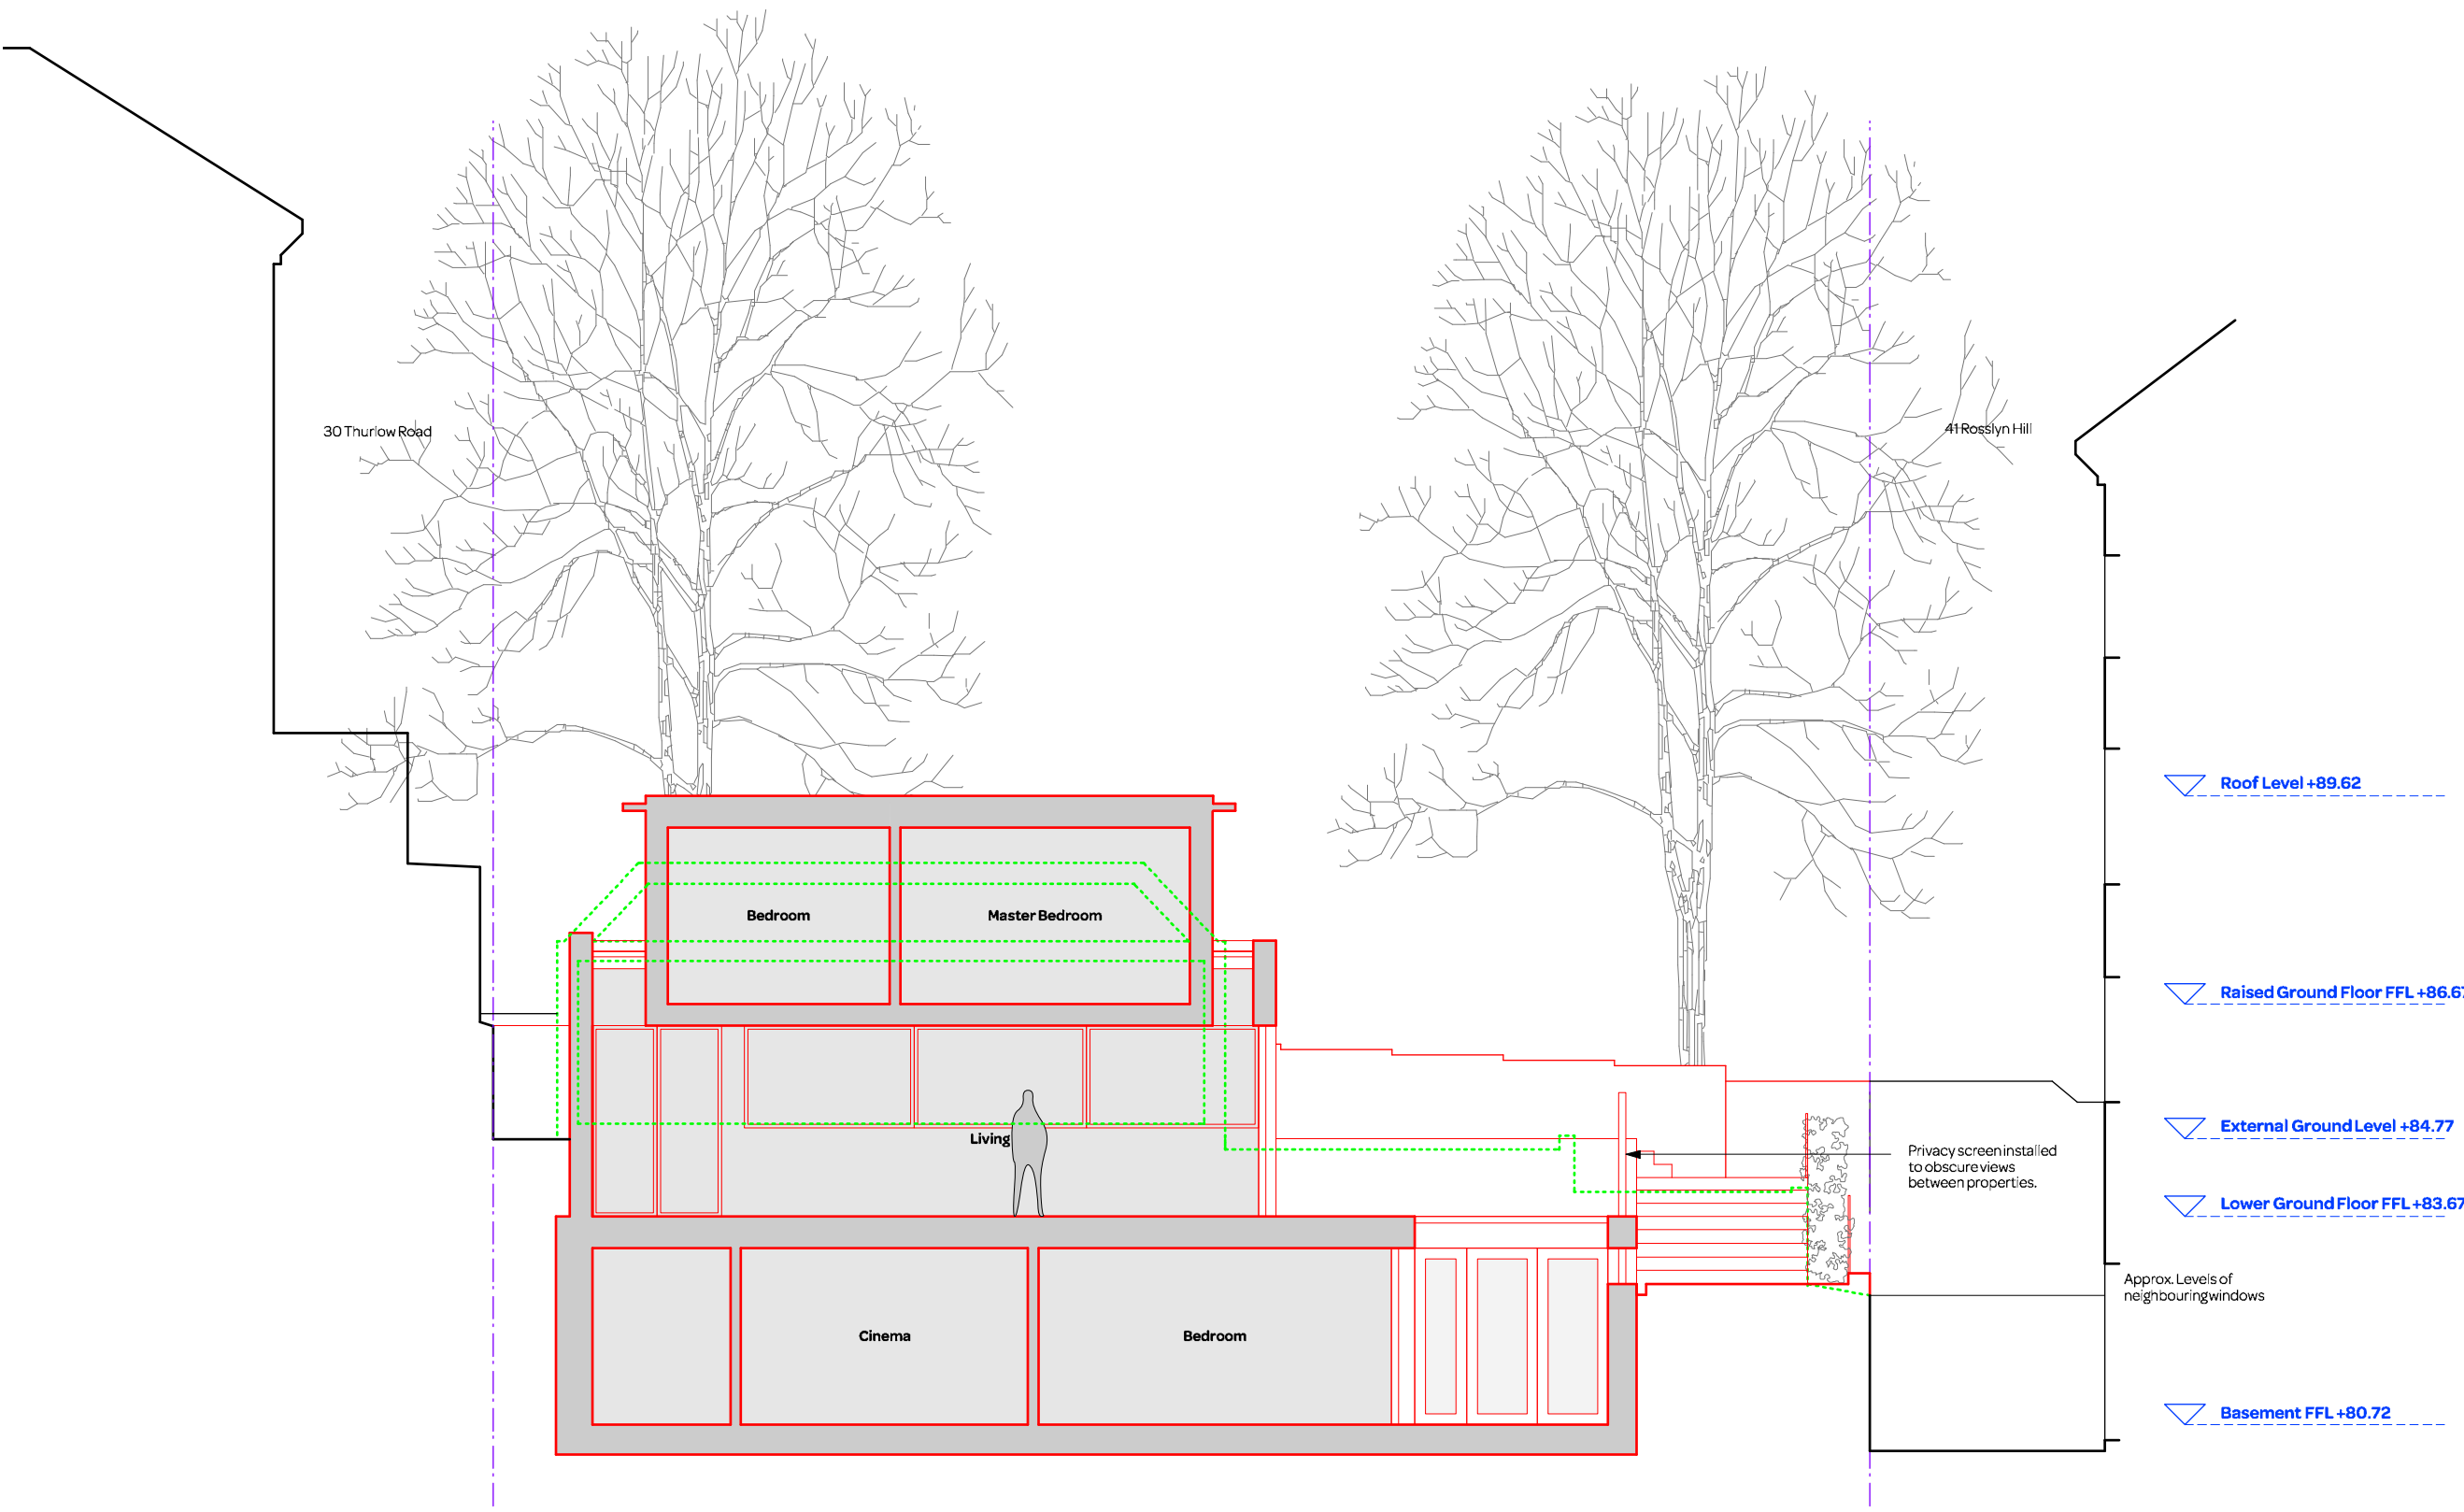 30 Thurlow Road
41 Rosslyn Hill
Roof Level +89.62
Bedroom
Master Bedroom
Raised Ground Floor FFL +86.67
External Ground Level +84.77
Living
Privacy screen installed
to obscure views
between properties.
Lower Ground Floor FFL +83.67
Approx. Levels of
neighbouring windows
Cinema
Bedroom
Basement FFL +80.72